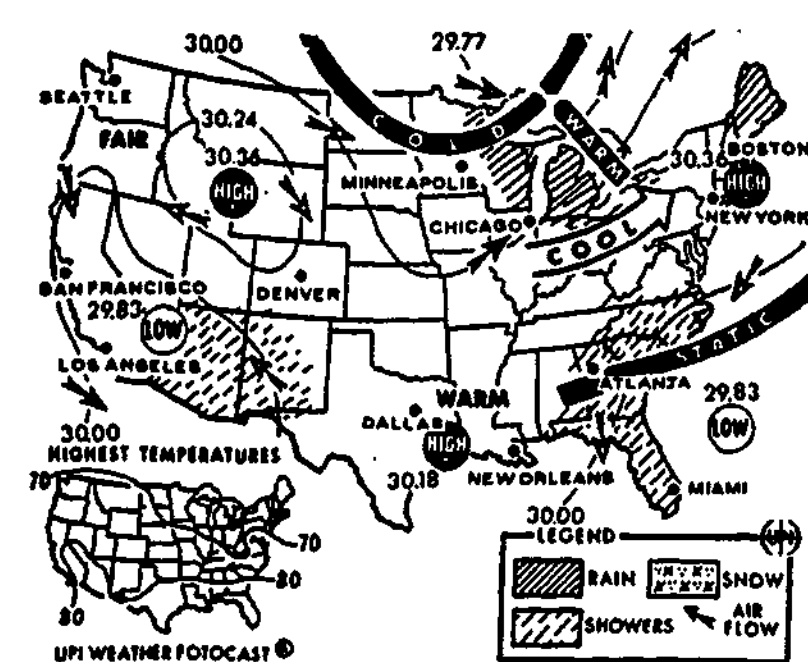 30.00
29.77
SEATTLE
FAIR
30.24
30.36
HIGH
COLD
WARM
30.36
BOSTON
HIGH
MINNEAPOLIS
NEW YORK
CHICAGO
COOL
SAN FRANCISCO
DENVER
29.83
LOW
STATIC
LOS ANGELES
ATLANTA
29.83
LOW
WARM
DALLAS
HIGH
30.00
30.18
NEW ORLEANS
MIAMI
30.00
HIGHEST TEMPERATURES
70
70
80
80
LEGEND
UPI
RAIN
SNOW
SHOWERS
AIR
FLOW
UPI WEATHER FOTOCAST ©